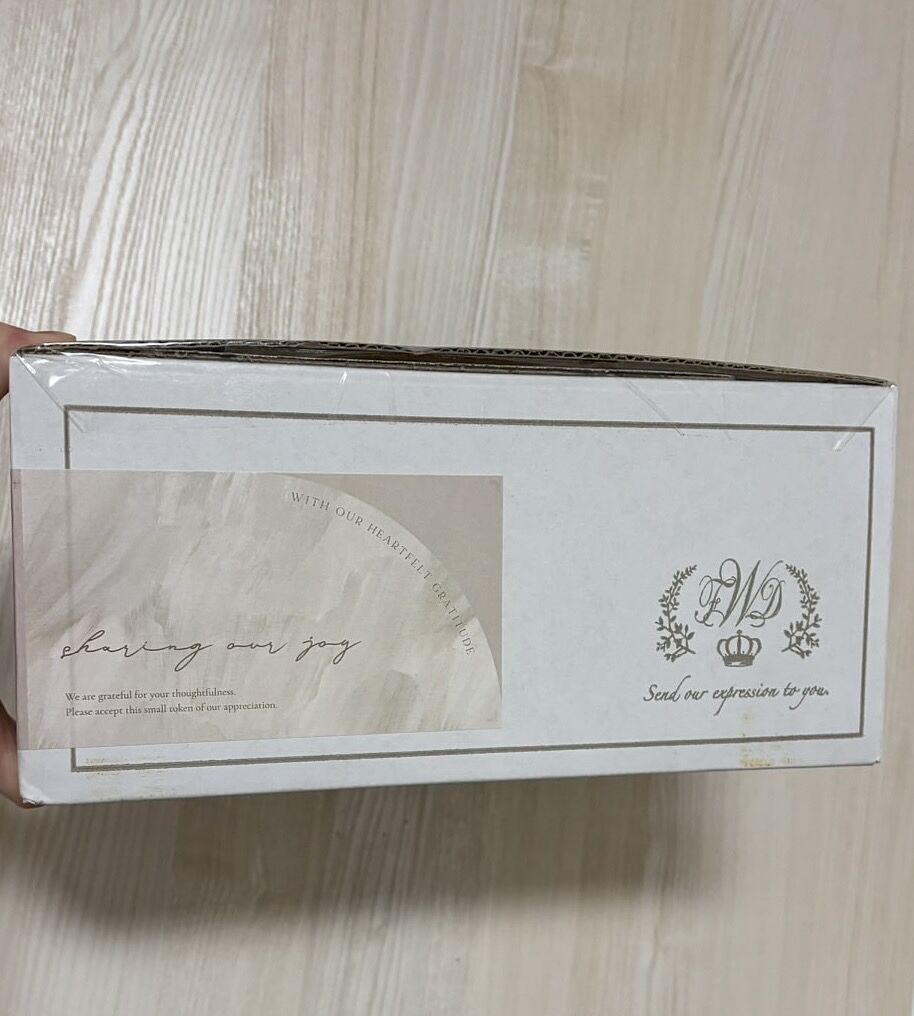 WITH OUR HEARTFELT GRATITUDE
sharing our joy
We are grateful for your thoughtfulness.
Please accept this small token of our appreciation.
FWD
Send our expression to you.